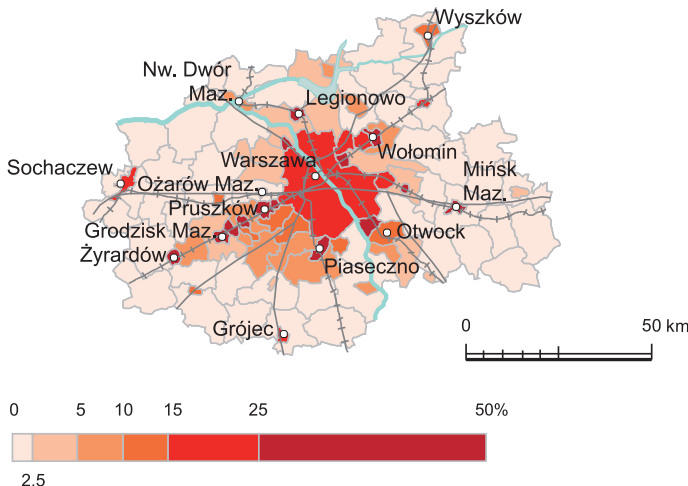 Wyszków
Nw. Dwór
Maz.
Legionowo
Warszawa
Wołomin
Sochaczew
Ożarów Maz.
Mińsk
Maz.
Pruszków
Grodzisk Maz.
Otwock
Żyrardów
Piaseczno
Grójec
0 50 km
0 5 10 15 25 50%
2.5